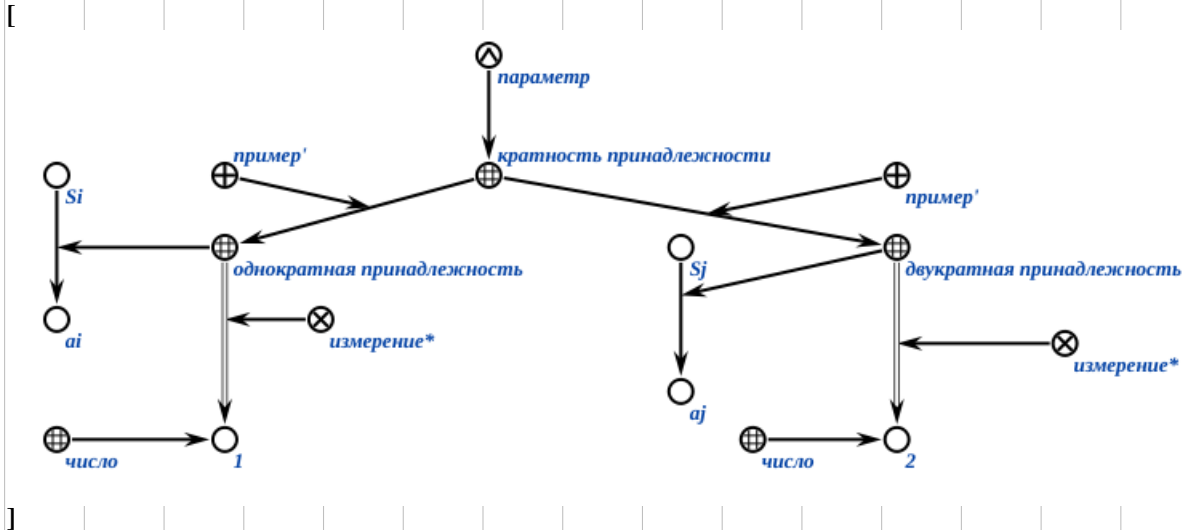 [
параметр
пример'
кратность принадлежности
Si
пример'
однократная принадлежность
Sj
двукратная принадлежность
ai
измерение*
измерение*
aj
число
1
число
2
]